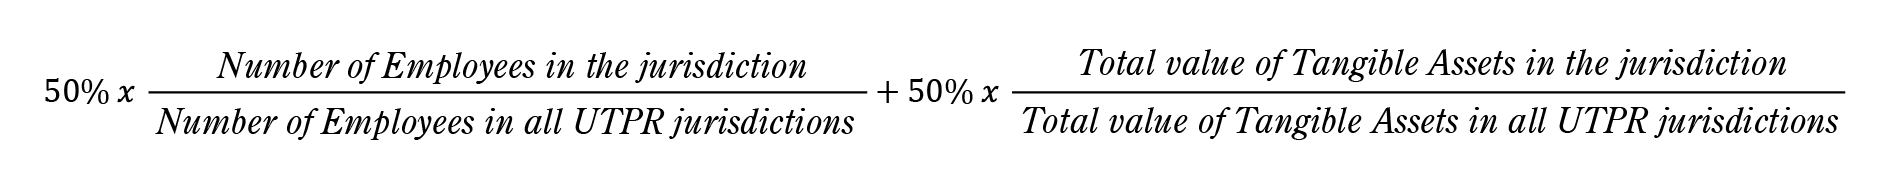 50% x Number of Employees in the jurisdiction / Number of Employees in all UTPR jurisdictions + 50% x Total value of Tangible Assets in the jurisdiction / Total value of Tangible Assets in all UTPR jurisdictions